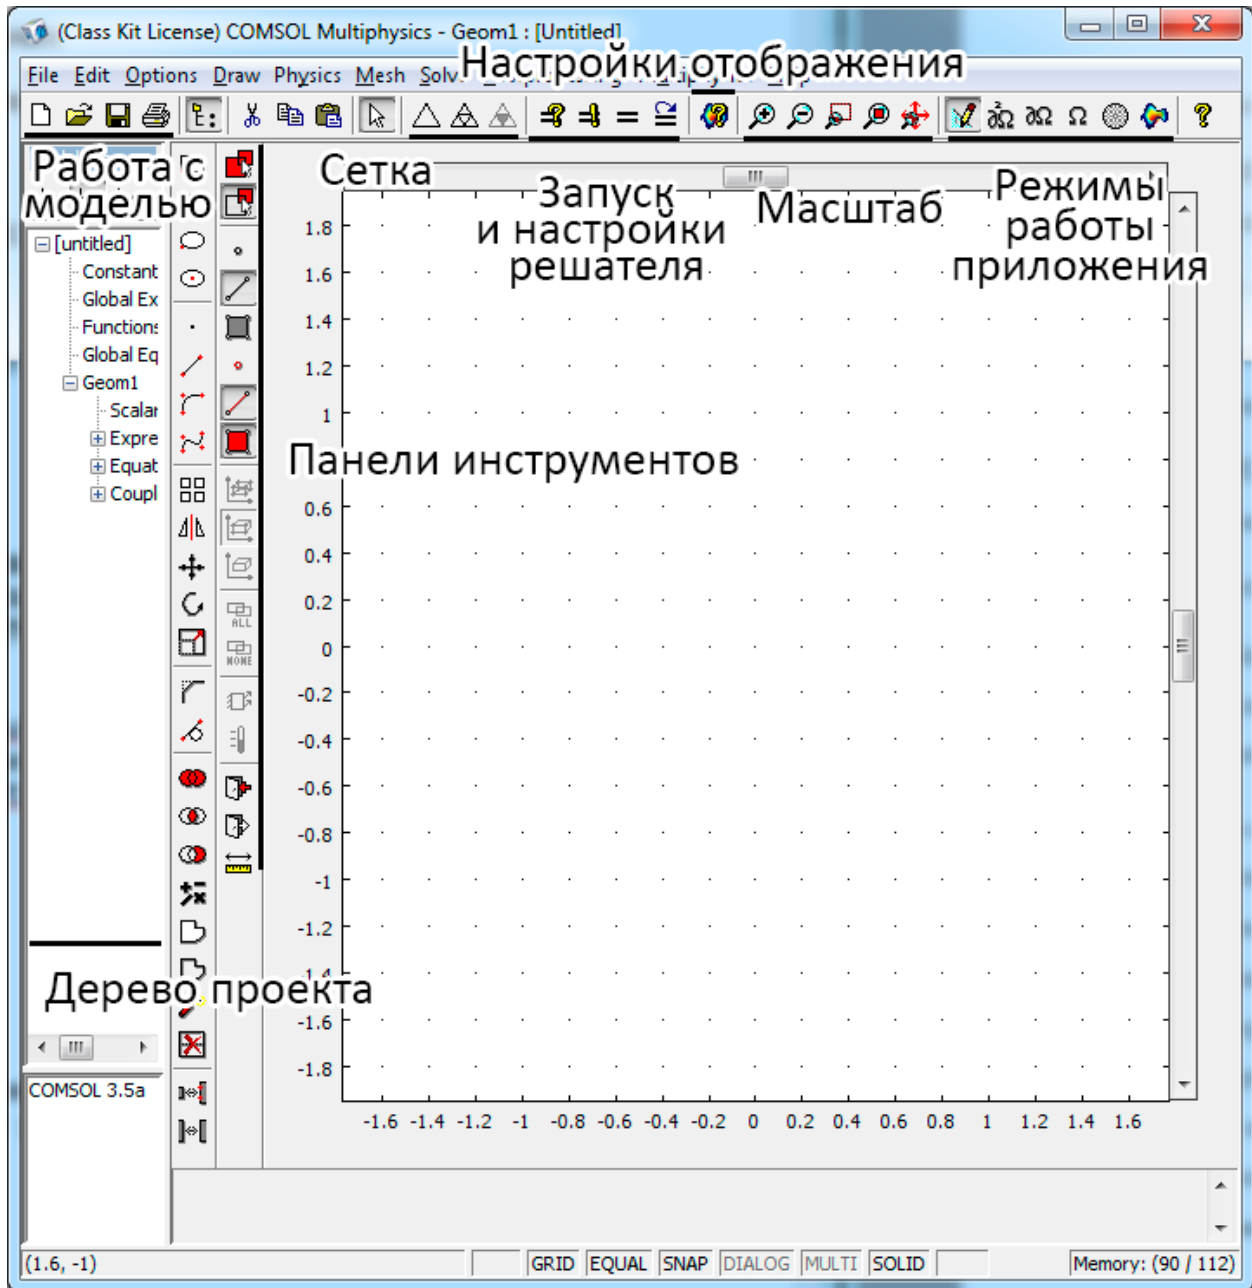 (Class Kit License) COMSOL Multiphysics - Geom1 : [Untitled]
File Edit Options Draw Physics Mesh
Настройки отображения
Работа с
моделью
Сетка
Запуск
и настройки
решателя
Масштаб
Режимы
работы
приложения
[untitled]
Constant
Global Ex
Functions
Global Eq
Geom1
Scalar
Expre
Equat
Coupl
ALL
NONE
Панели инструментов
Дерево проекта
1.8
1.6
1.4
1.2
1
0.6
0.4
0.2
0
-0.2
-0.4
-0.6
-0.8
-1
-1.2
-1.4
-1.6
-1.8
-1.6 -1.4 -1.2 -1 -0.8 -0.6 -0.4 -0.2 0 0.2 0.4 0.6 0.8 1 1.2 1.4 1.6
COMSOL 3.5a
(1.6, -1) GRID EQUAL SNAP DIALOG MULTI SOLID Memory: (90 / 112)